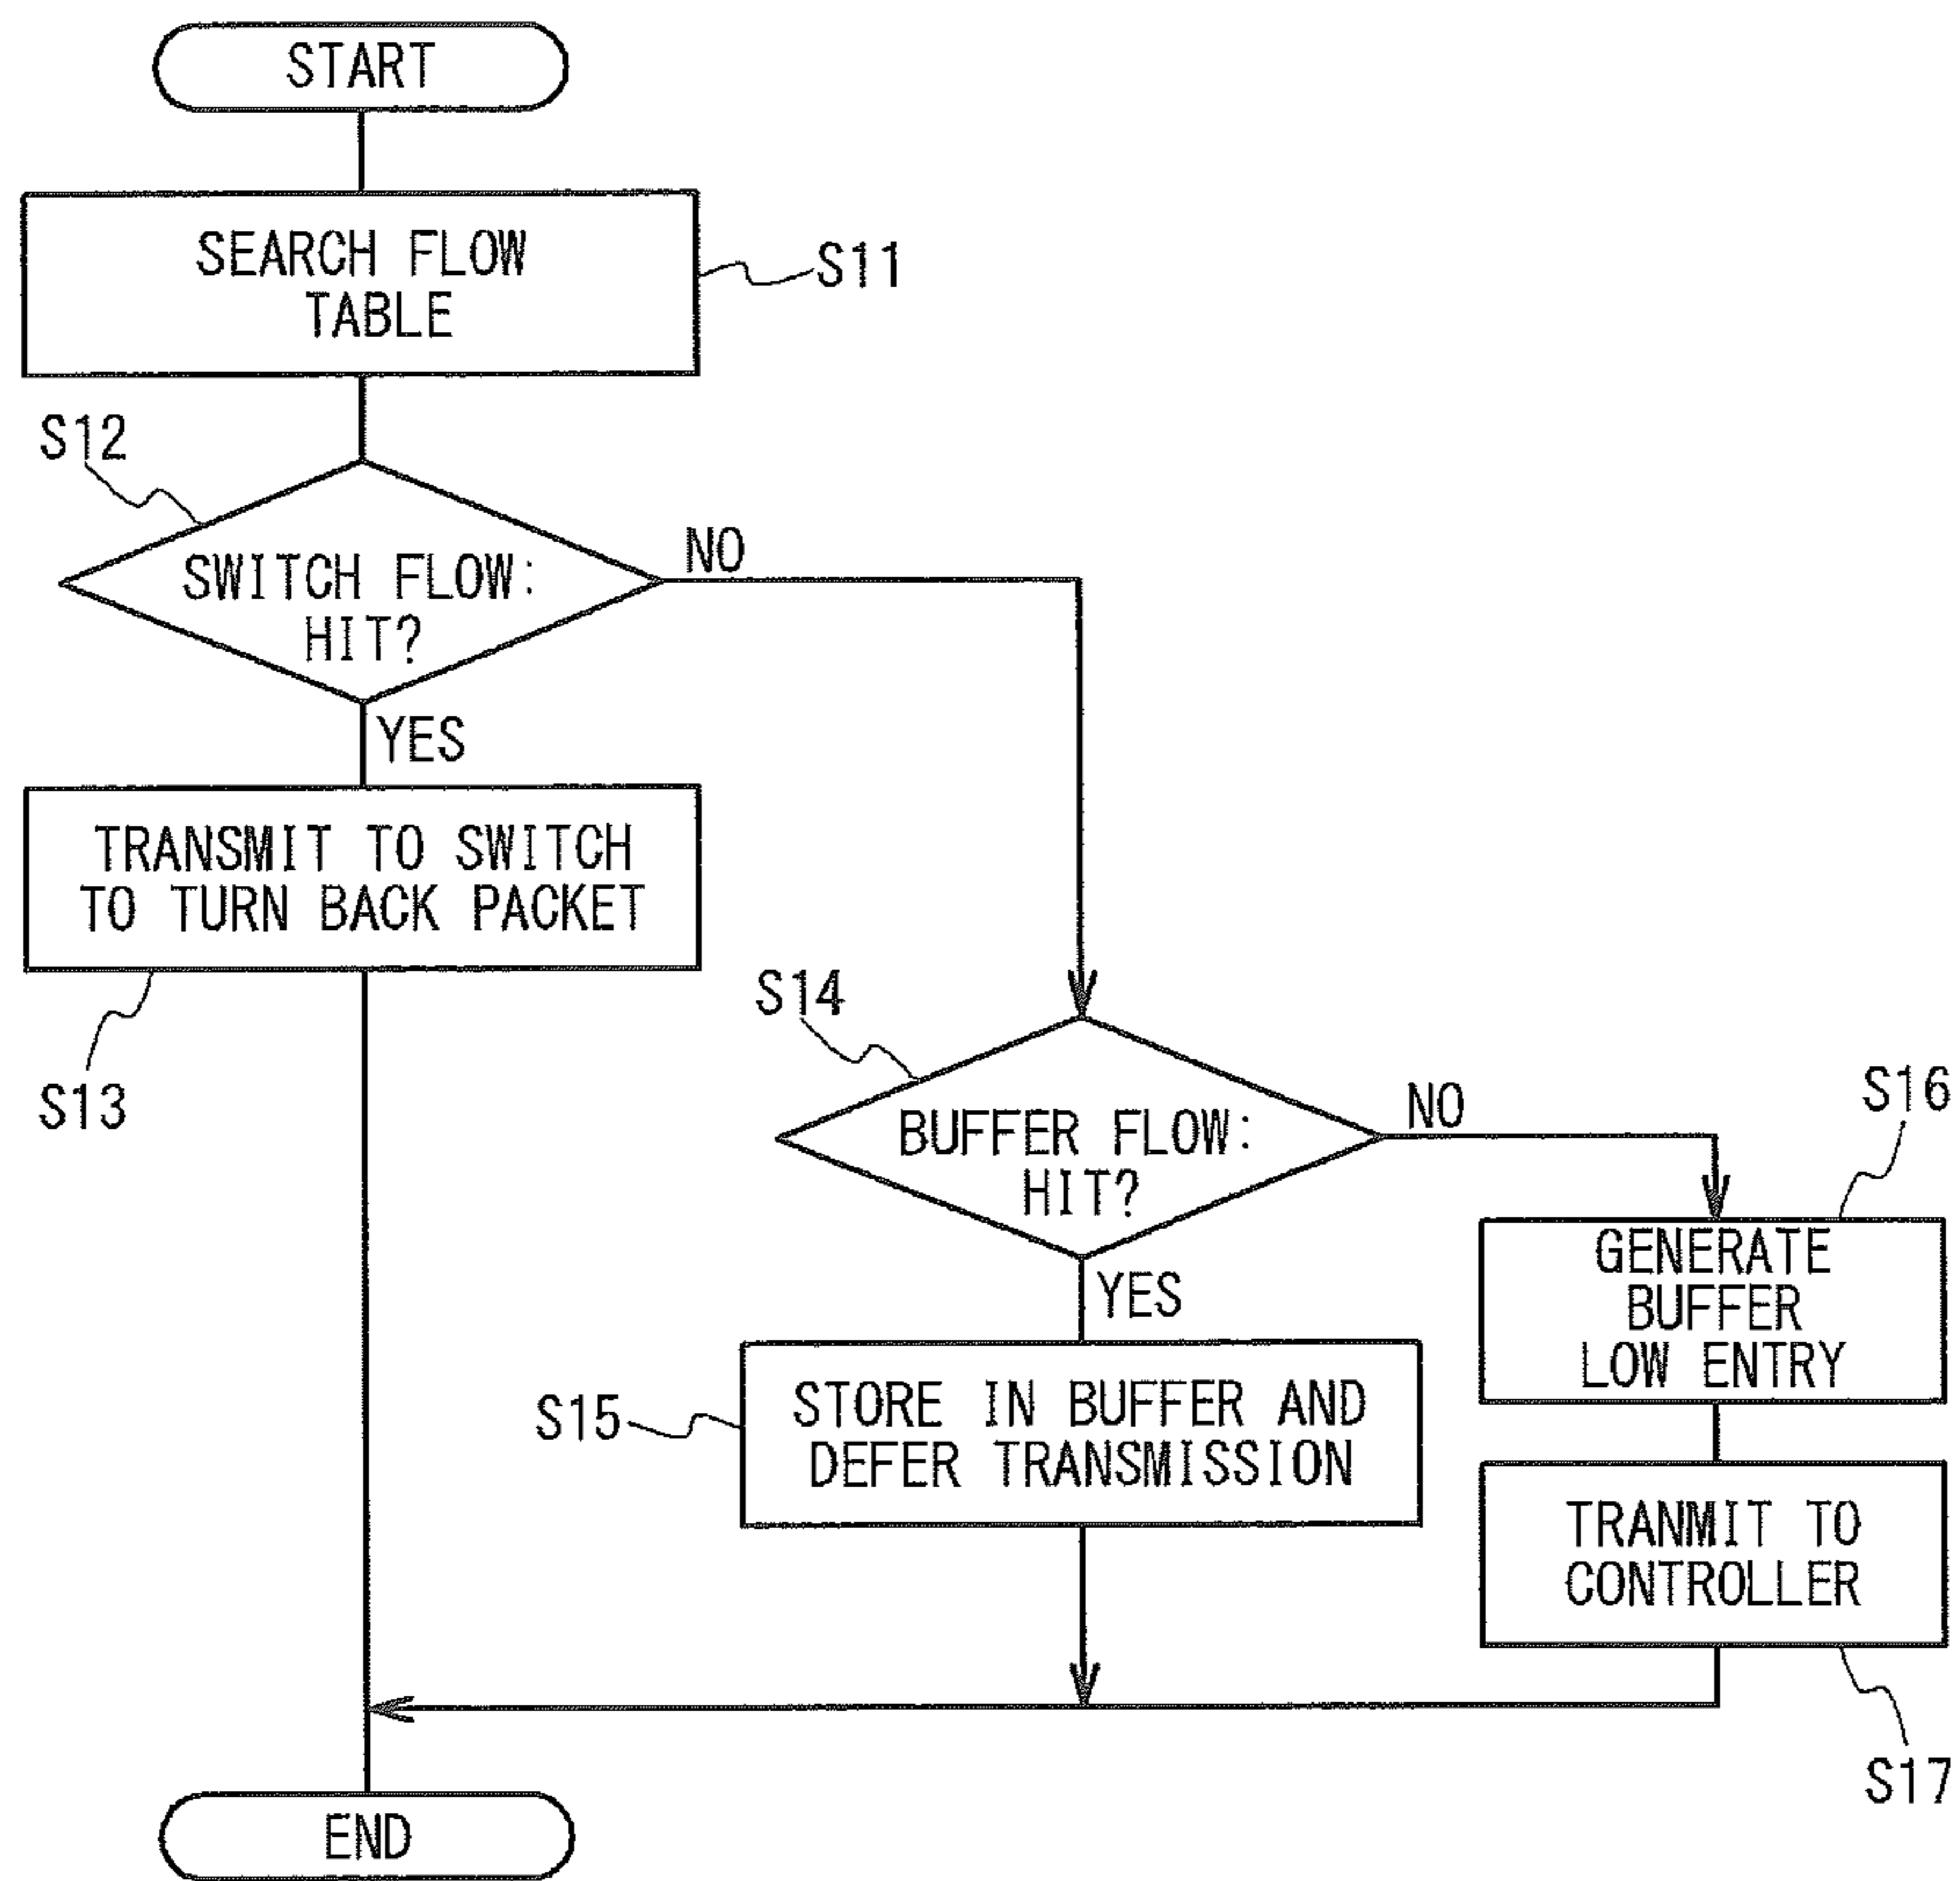 START
SEARCH FLOW
TABLE
S11
S12
SWITCH FLOW:
HIT?
NO
YES
TRANSMIT TO SWITCH
TO TURN BACK PACKET
S13
S14
BUFFER FLOW:
HIT?
NO
YES
S15
STORE IN BUFFER AND
DEFER TRANSMISSION
S16
GENERATE
BUFFER
LOW ENTRY
TRANMIT TO
CONTROLLER
S17
END